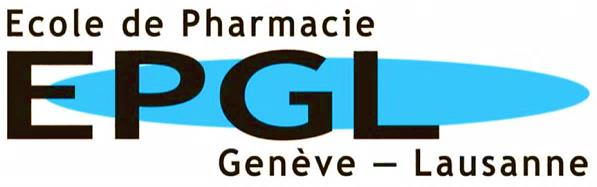 Ecole de Pharmacie
EPGL
Genève – Lausanne